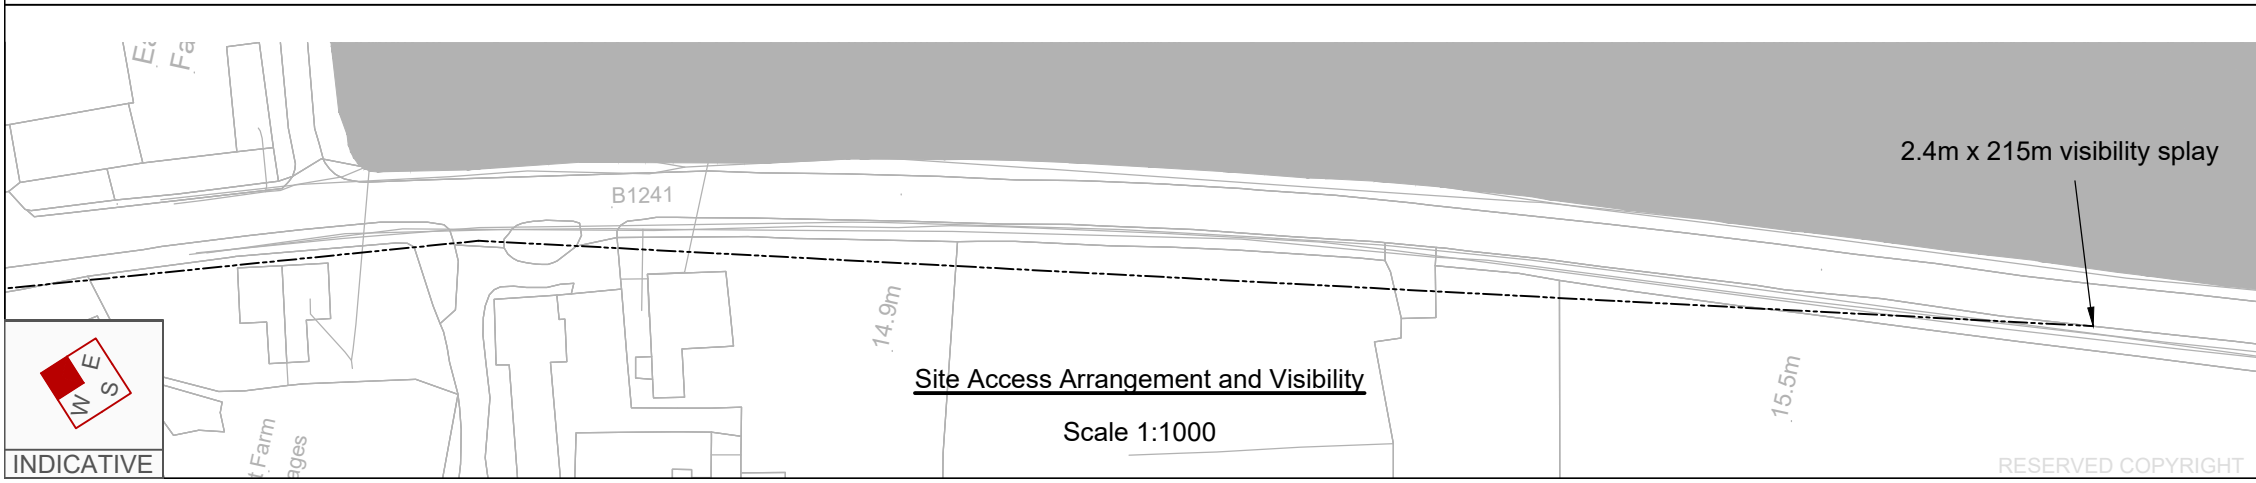 2.4m x 215m visibility splay
B1241
14.9m
15.5m
Site Access Arrangement and Visibility
Scale 1:1000
E
S
W
INDICATIVE
Farm
RESERVED COPYRIGHT